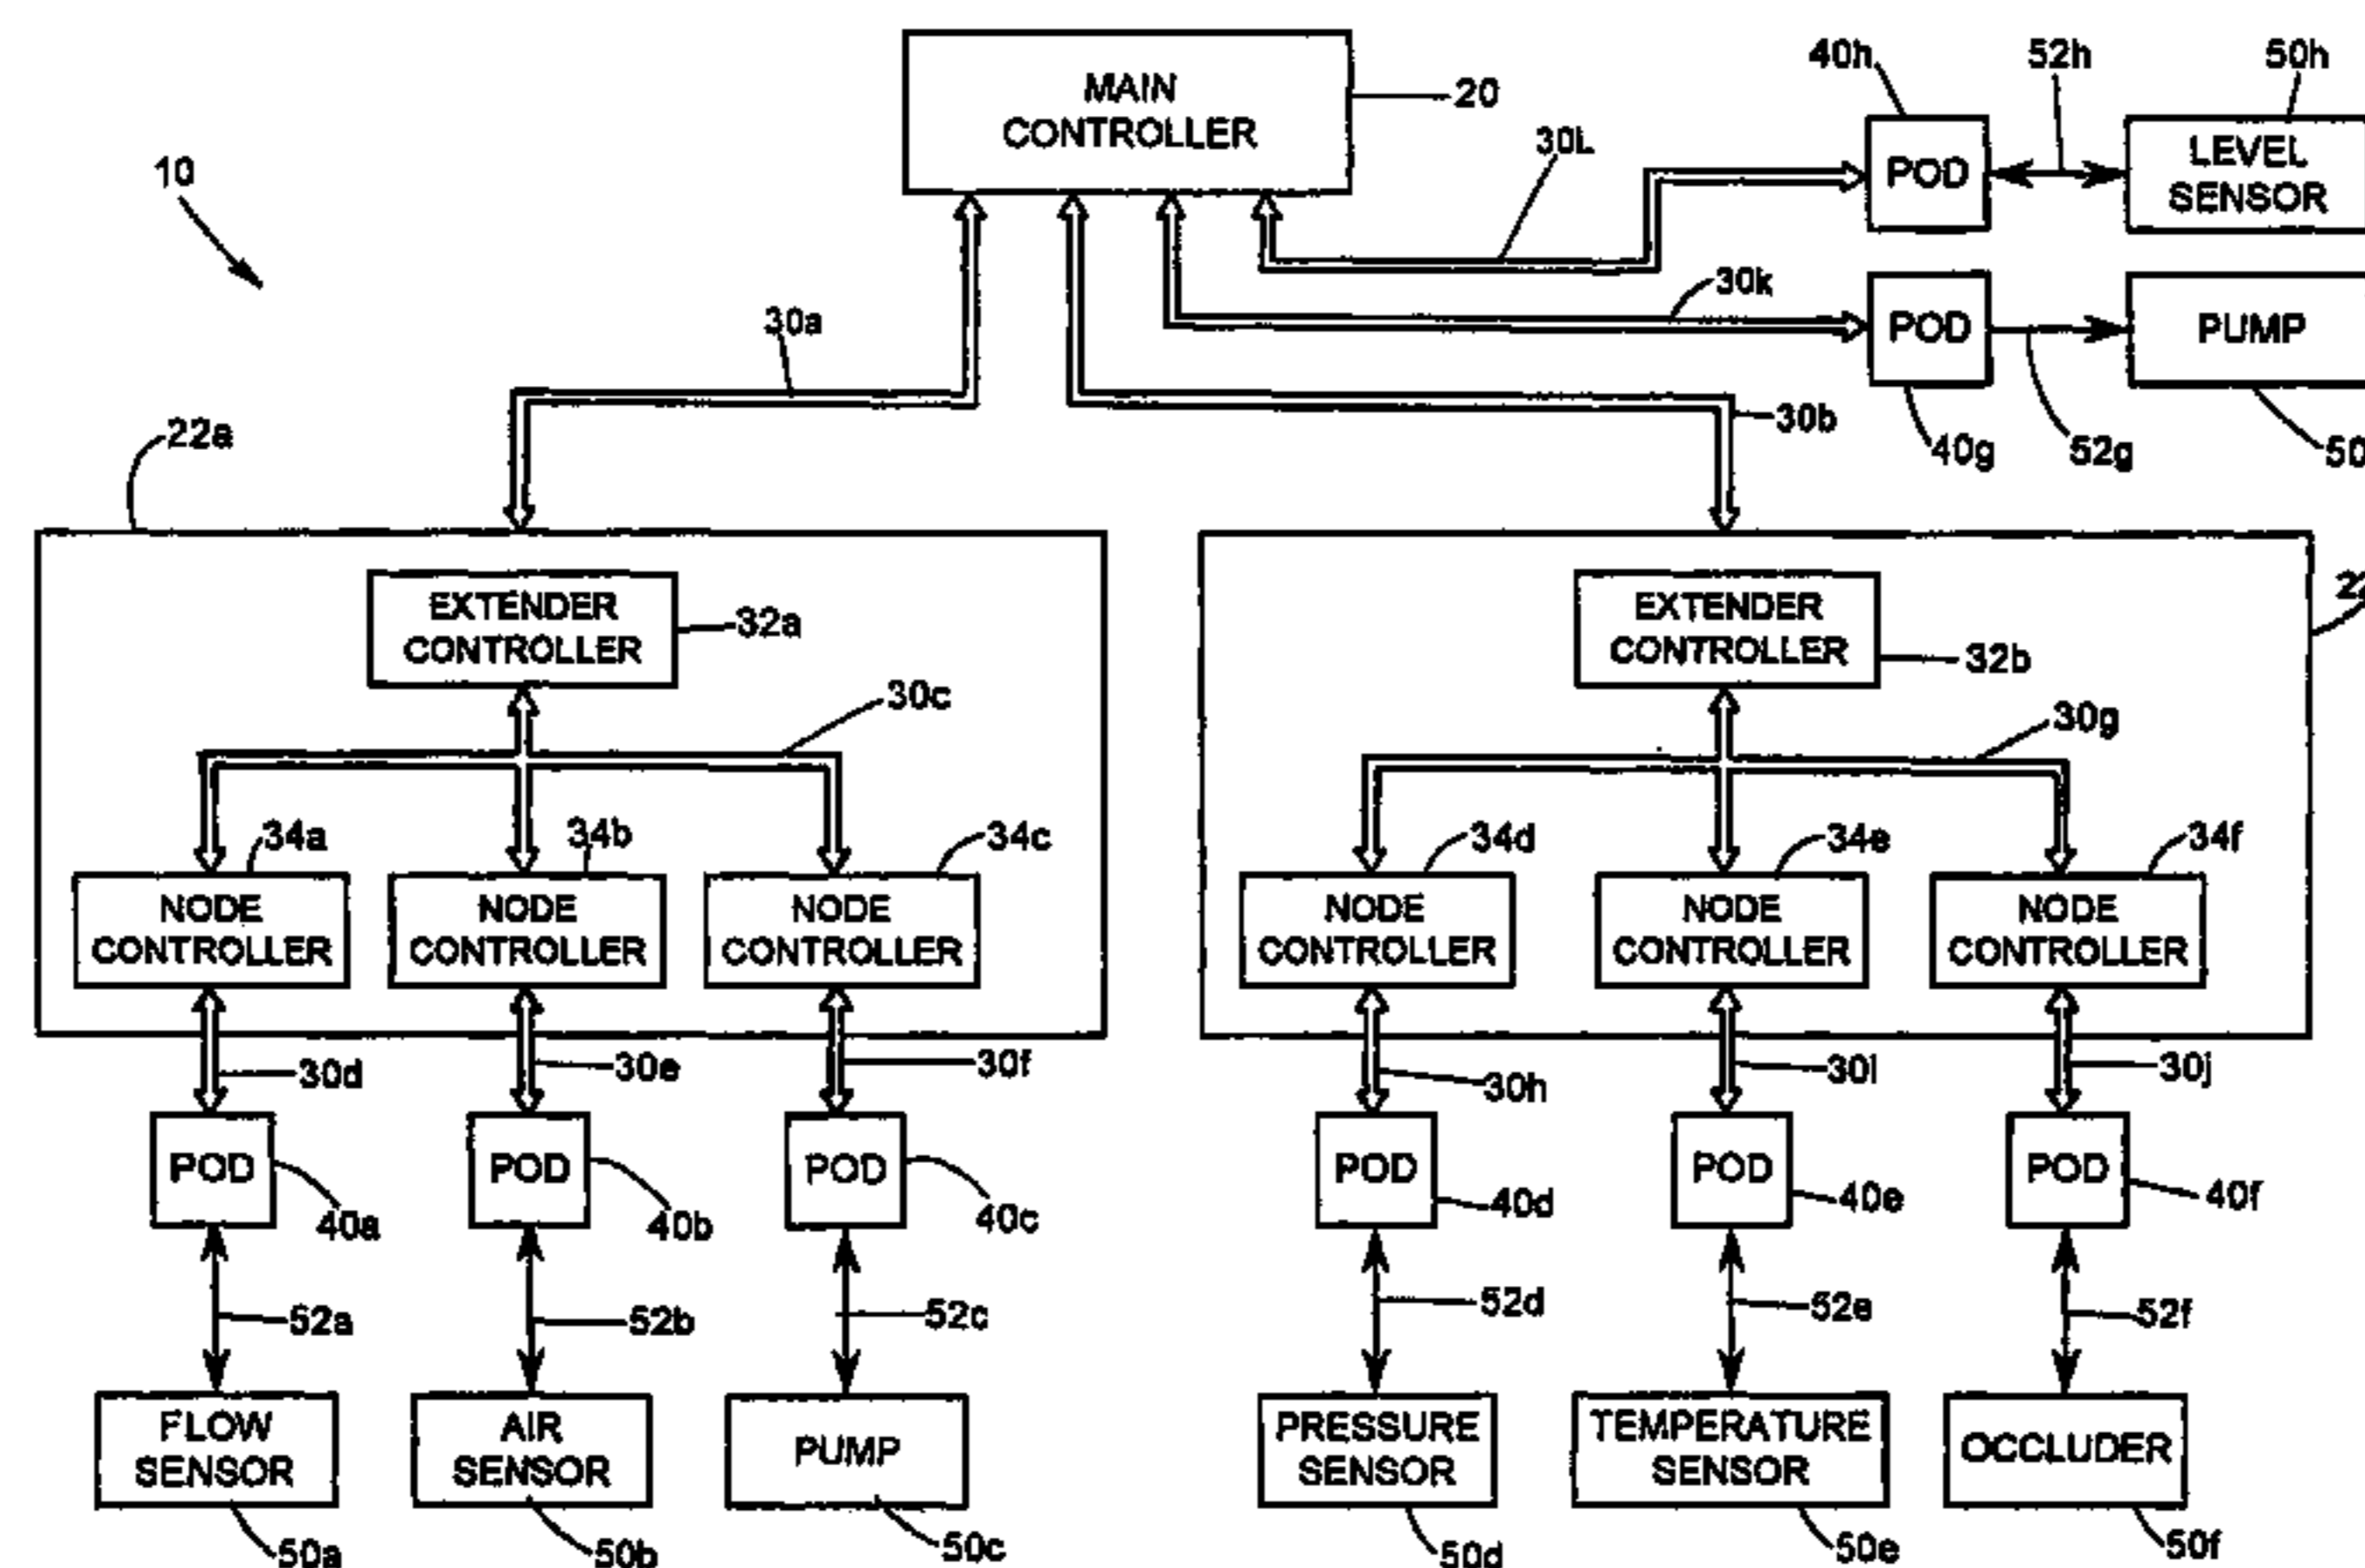 MAIN
CONTROLLER
20
40h
52h
50h
30L
POD
LEVEL
SENSOR
10
30k
POD
PUMP
30a
30b
40g
52g
50
22a
EXTENDER
CONTROLLER
32a
EXTENDER
CONTROLLER
32b
22
30c
30g
34a
34b
34c
34d
34e
34f
NODE
CONTROLLER
NODE
CONTROLLER
NODE
CONTROLLER
NODE
CONTROLLER
NODE
CONTROLLER
NODE
CONTROLLER
30d
30e
30f
30h
30i
30j
POD
POD
POD
POD
POD
POD
40a
40b
40c
40d
40e
40f
52a
52b
52c
52d
52e
52f
FLOW
SENSOR
AIR
SENSOR
PUMP
PRESSURE
SENSOR
TEMPERATURE
SENSOR
OCCLUDER
50a
50b
50c
50d
50e
50f